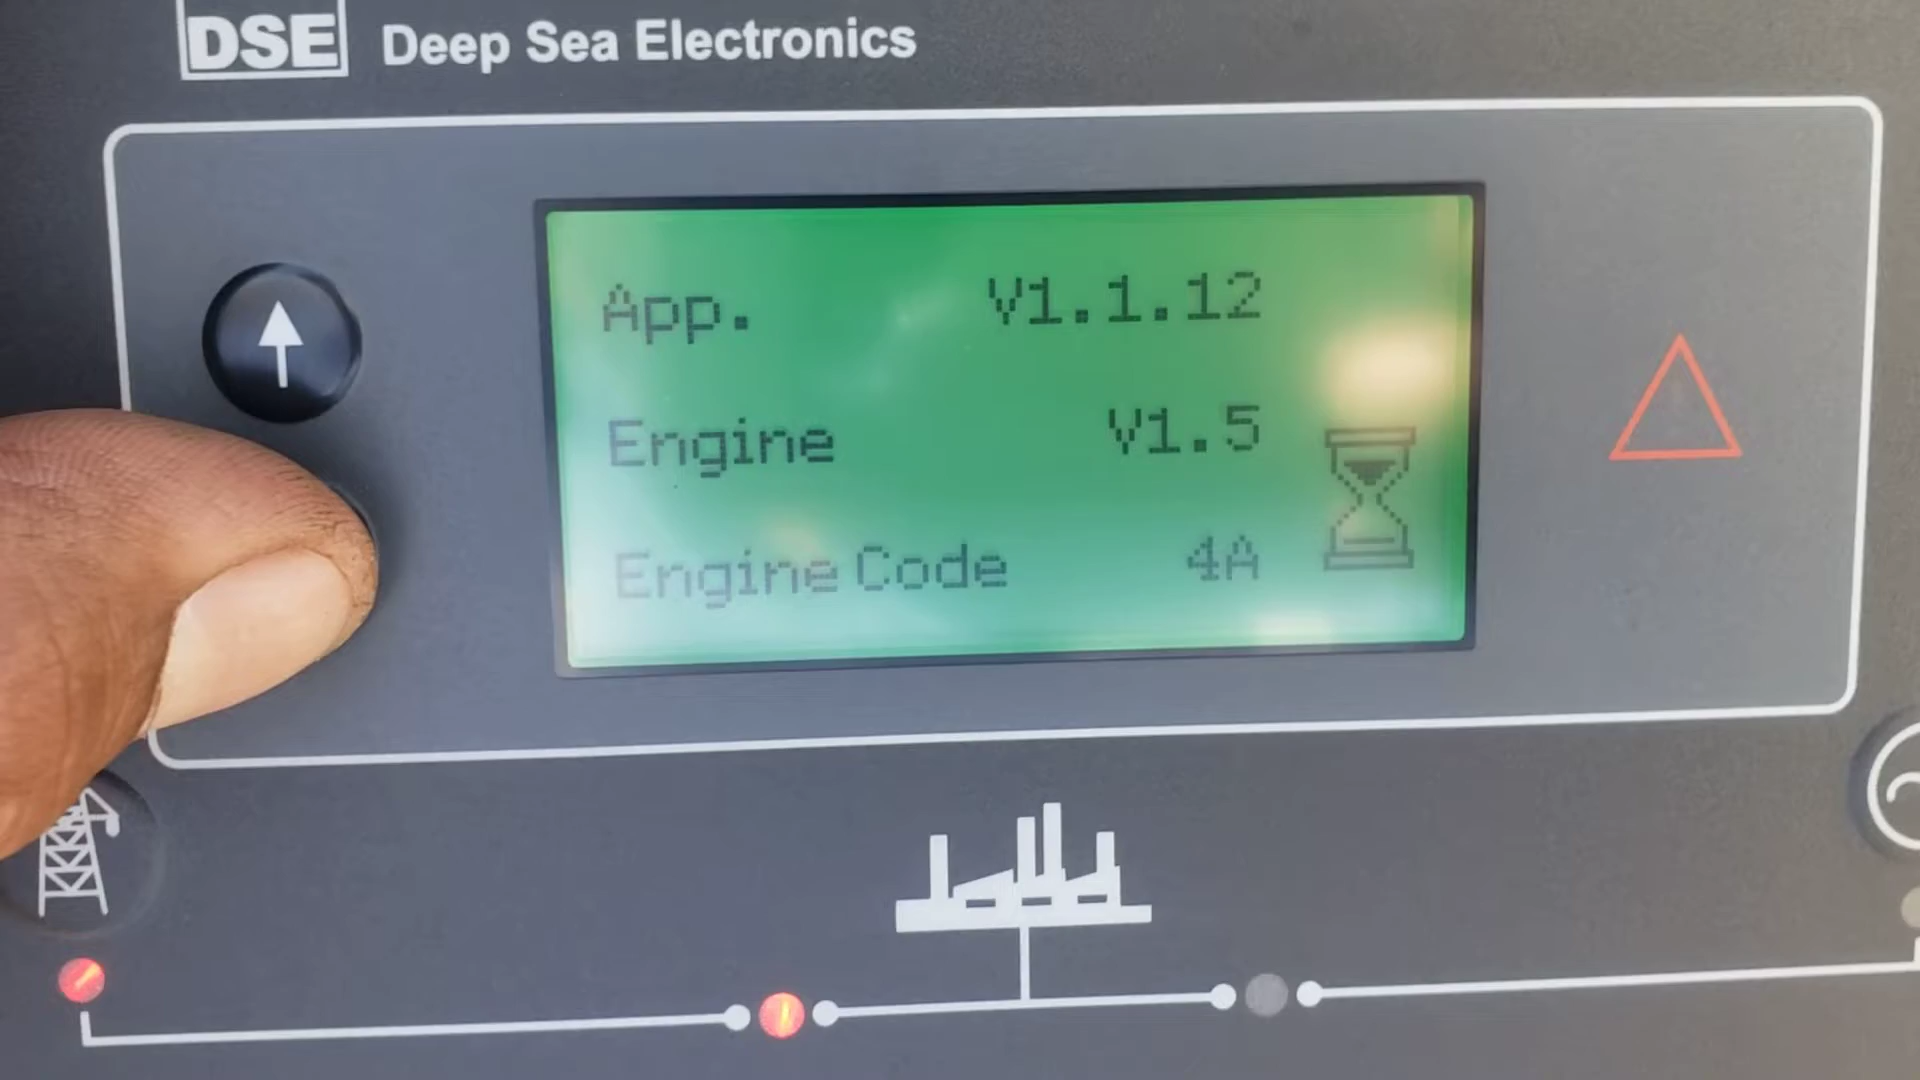 DSE Deep Sea Electronics
App. V1.1.12
Engine V1.5
Engine Code 4A